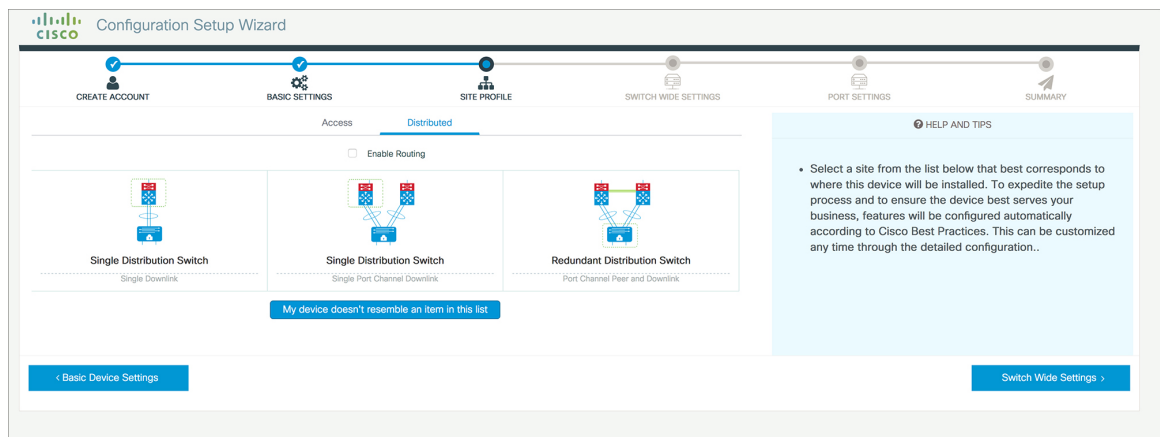 CISCO Configuration Setup Wizard
CREATE ACCOUNT
BASIC SETTINGS
SITE PROFILE
SWITCH WIDE SETTINGS
PORT SETTINGS
SUMMARY
Access
Distributed
Enable Routing
Single Distribution Switch
Single Downlink
Single Distribution Switch
Single Port Channel Downlink
Redundant Distribution Switch
Port Channel Peer and Downlink
My device doesn't resemble an item in this list
HELP AND TIPS
• Select a site from the list below that best corresponds to
where this device will be installed. To expedite the setup
process and to ensure the device best serves your
business, features will be configured automatically
according to Cisco Best Practices. This can be customized
any time through the detailed configuration..
< Basic Device Settings
Switch Wide Settings >